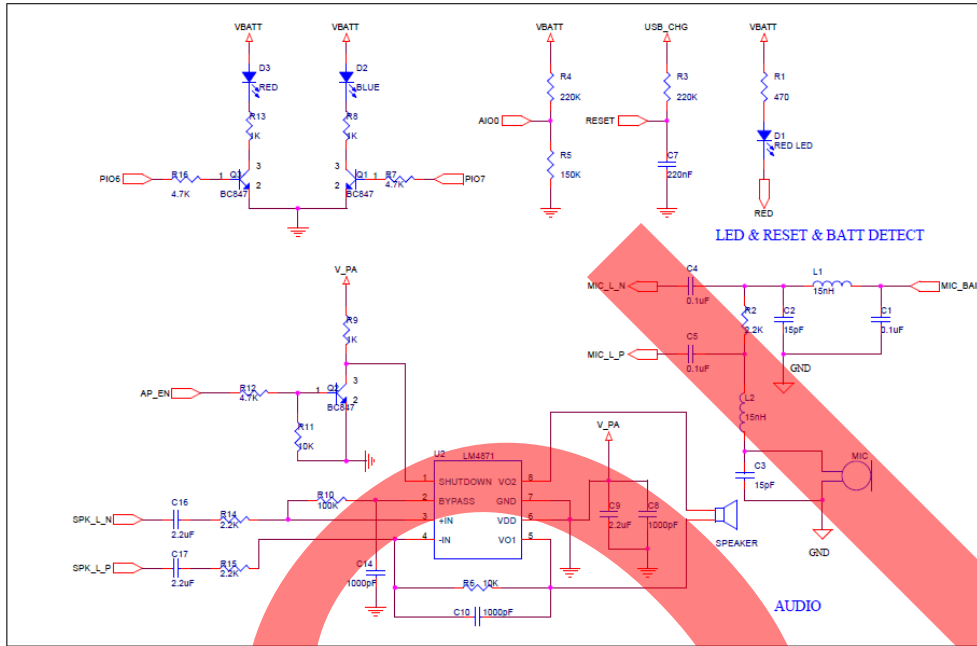 VBATT
VBATT
VBATT
USB_CHG
VBATT
D3
RED
D2
BLUE
R4
220K
R3
220K
R1
470
R13
1K
R8
1K
AIO0
RESET
D1
RED LED
R5
150K
C7
220nF
PIO6
R16
4.7K
1
3
2
BC847
3
2
Q1
BC847
1
R7
4.7K
PIO7
RED
LED & RESET & BATT DETECT
V_PA
C4
MIC_L_N
0.1uF
L1
15nH
MIC_BAI
R9
1K
R2
2.2K
C2
15pF
C1
0.1uF
C5
MIC_L_P
0.1uF
GND
AP_EN
R12
4.7K
1
3
2
BC847
R11
10K
L2
15nH
V_PA
U2
LM4871
MIC
C3
15pF
1
SHUTDOWN
VO2
8
2
BYPASS
GND
7
3
+IN
VDD
6
4
-IN
VO1
5
R10
100K
C9
2.2uF
C8
1000pF
C16
SPK_L_N
2.2uF
R14
2.2K
SPEAKER
GND
C17
SPK_L_P
2.2uF
R15
2.2K
C14
1000pF
R6
10K
C10
1000pF
AUDIO